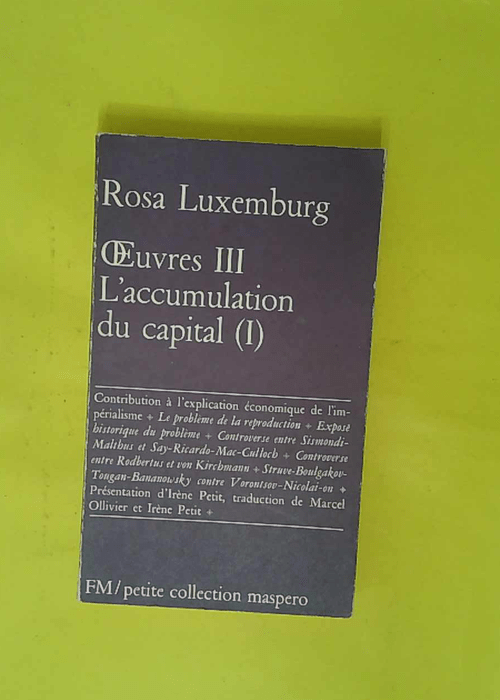 Rosa Luxemburg
Œuvres III
L'accumulation
du capital (I)
Contribution à l'explication économique de l'im-
périalisme + Le problème de la reproduction + Exposé
historique du problème + Controverse entre Sismondi-
Malthus et Say-Ricardo-Mac-Culloch + Controverse
entre Rodbertus et von Kirchmann + Struve-Boulgakov-
Tougan-Bananowsky contre Vorontsov-Nicolai-on +
Présentation d'Irène Petit, traduction de Marcel
Ollivier et Irène Petit +
FM/petite collection maspero